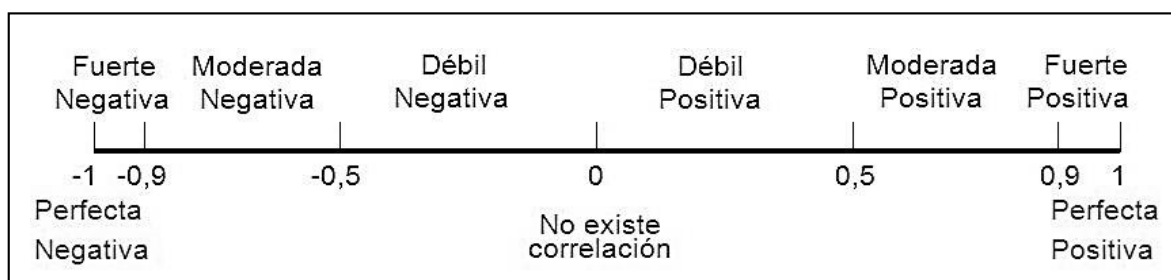 Fuerte Negativa
Moderada Negativa
Débil Negativa
Débil Positiva
Moderada Positiva
Fuerte Positiva
-1 -0,9 -0,5 0 0,5 0,9 1
Perfecta Negativa
No existe correlación
Perfecta Positiva